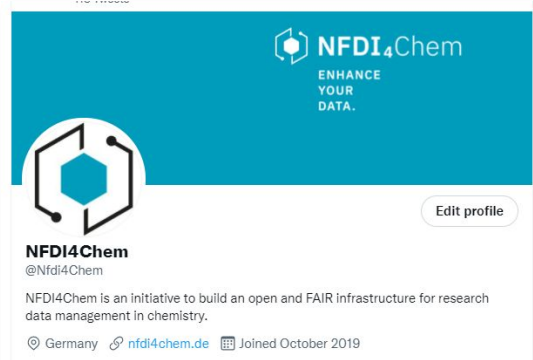 NFDI4Chem
ENHANCE
YOUR
DATA.
Edit profile
NFDI4Chem
@Nfdi4Chem
NFDI4Chem is an initiative to build an open and FAIR infrastructure for research
data management in chemistry.
Germany nfdi4chem.de Joined October 2019